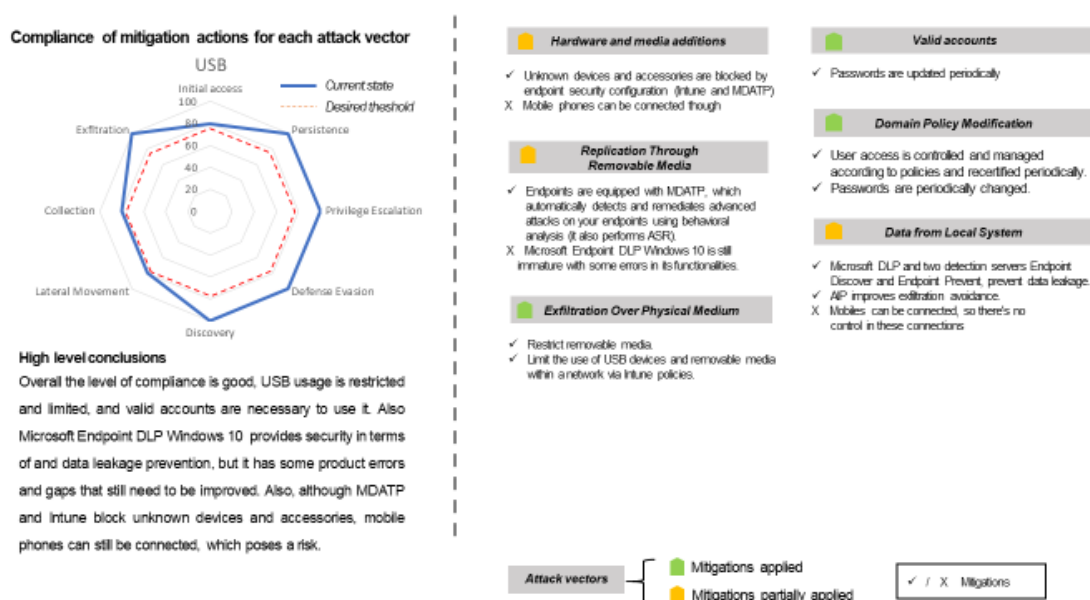 Compliance of mitigation actions for each attack vector
USB
Initial access
Current state
Desired theshold
100
80
60
40
20
0
Persistence
Privilege Escalation
Defense Evasion
Discovery
Lateral Movement
Collection
Exfiltration
High level conclusions
Overall the level of compliance is good, USB usage is restricted
and limited, and valid accounts are necessary to use it. Also
Microsoft Endpoint DLP Windows 10 provides security in terms
of and data leakage prevention, but it has some product errors
and gaps that still need to be improved. Also, although MDATP
and Intune block unknown devices and accessories, mobile
phones can still be connected, which poses a risk.
Hardware and media additions
✓ Unknown devices and accessories are blocked by
endpoint security configuration (Intune and MDATP)
X Mobile phones can be connected though
Replication Through
Removable Media
✓ Endpoints are equipped with MDATP, which
automatically detects and remediates advanced
attacks on your endpoints using behavioral
analysis (it also performs ASR).
X Microsoft Endpoint DLP Windows 10 is still
immature with some errors in its functionalities.
Exfiltration Over Physical Medium
✓ Restrict removable media.
✓ Limit the use of USB devices and removable media
within a network via Intune policies.
Valid accounts
✓ Passwords are updated periodically
Domain Policy Modification
✓ User access is controlled and managed
according to policies and recertified periodically.
✓ Passwords are periodically changed.
Data from Local System
✓ Microsoft DLP and two detection servers Endpoint
Discover and Endpoint Prevent, prevent data leakage.
✓ AIP improves exfiltration avoidance.
X Mobiles can be connected, so there's no
control in these connections
Attack vectors
Mitigations applied
Mitigations partially applied
✓ / X Mitigations